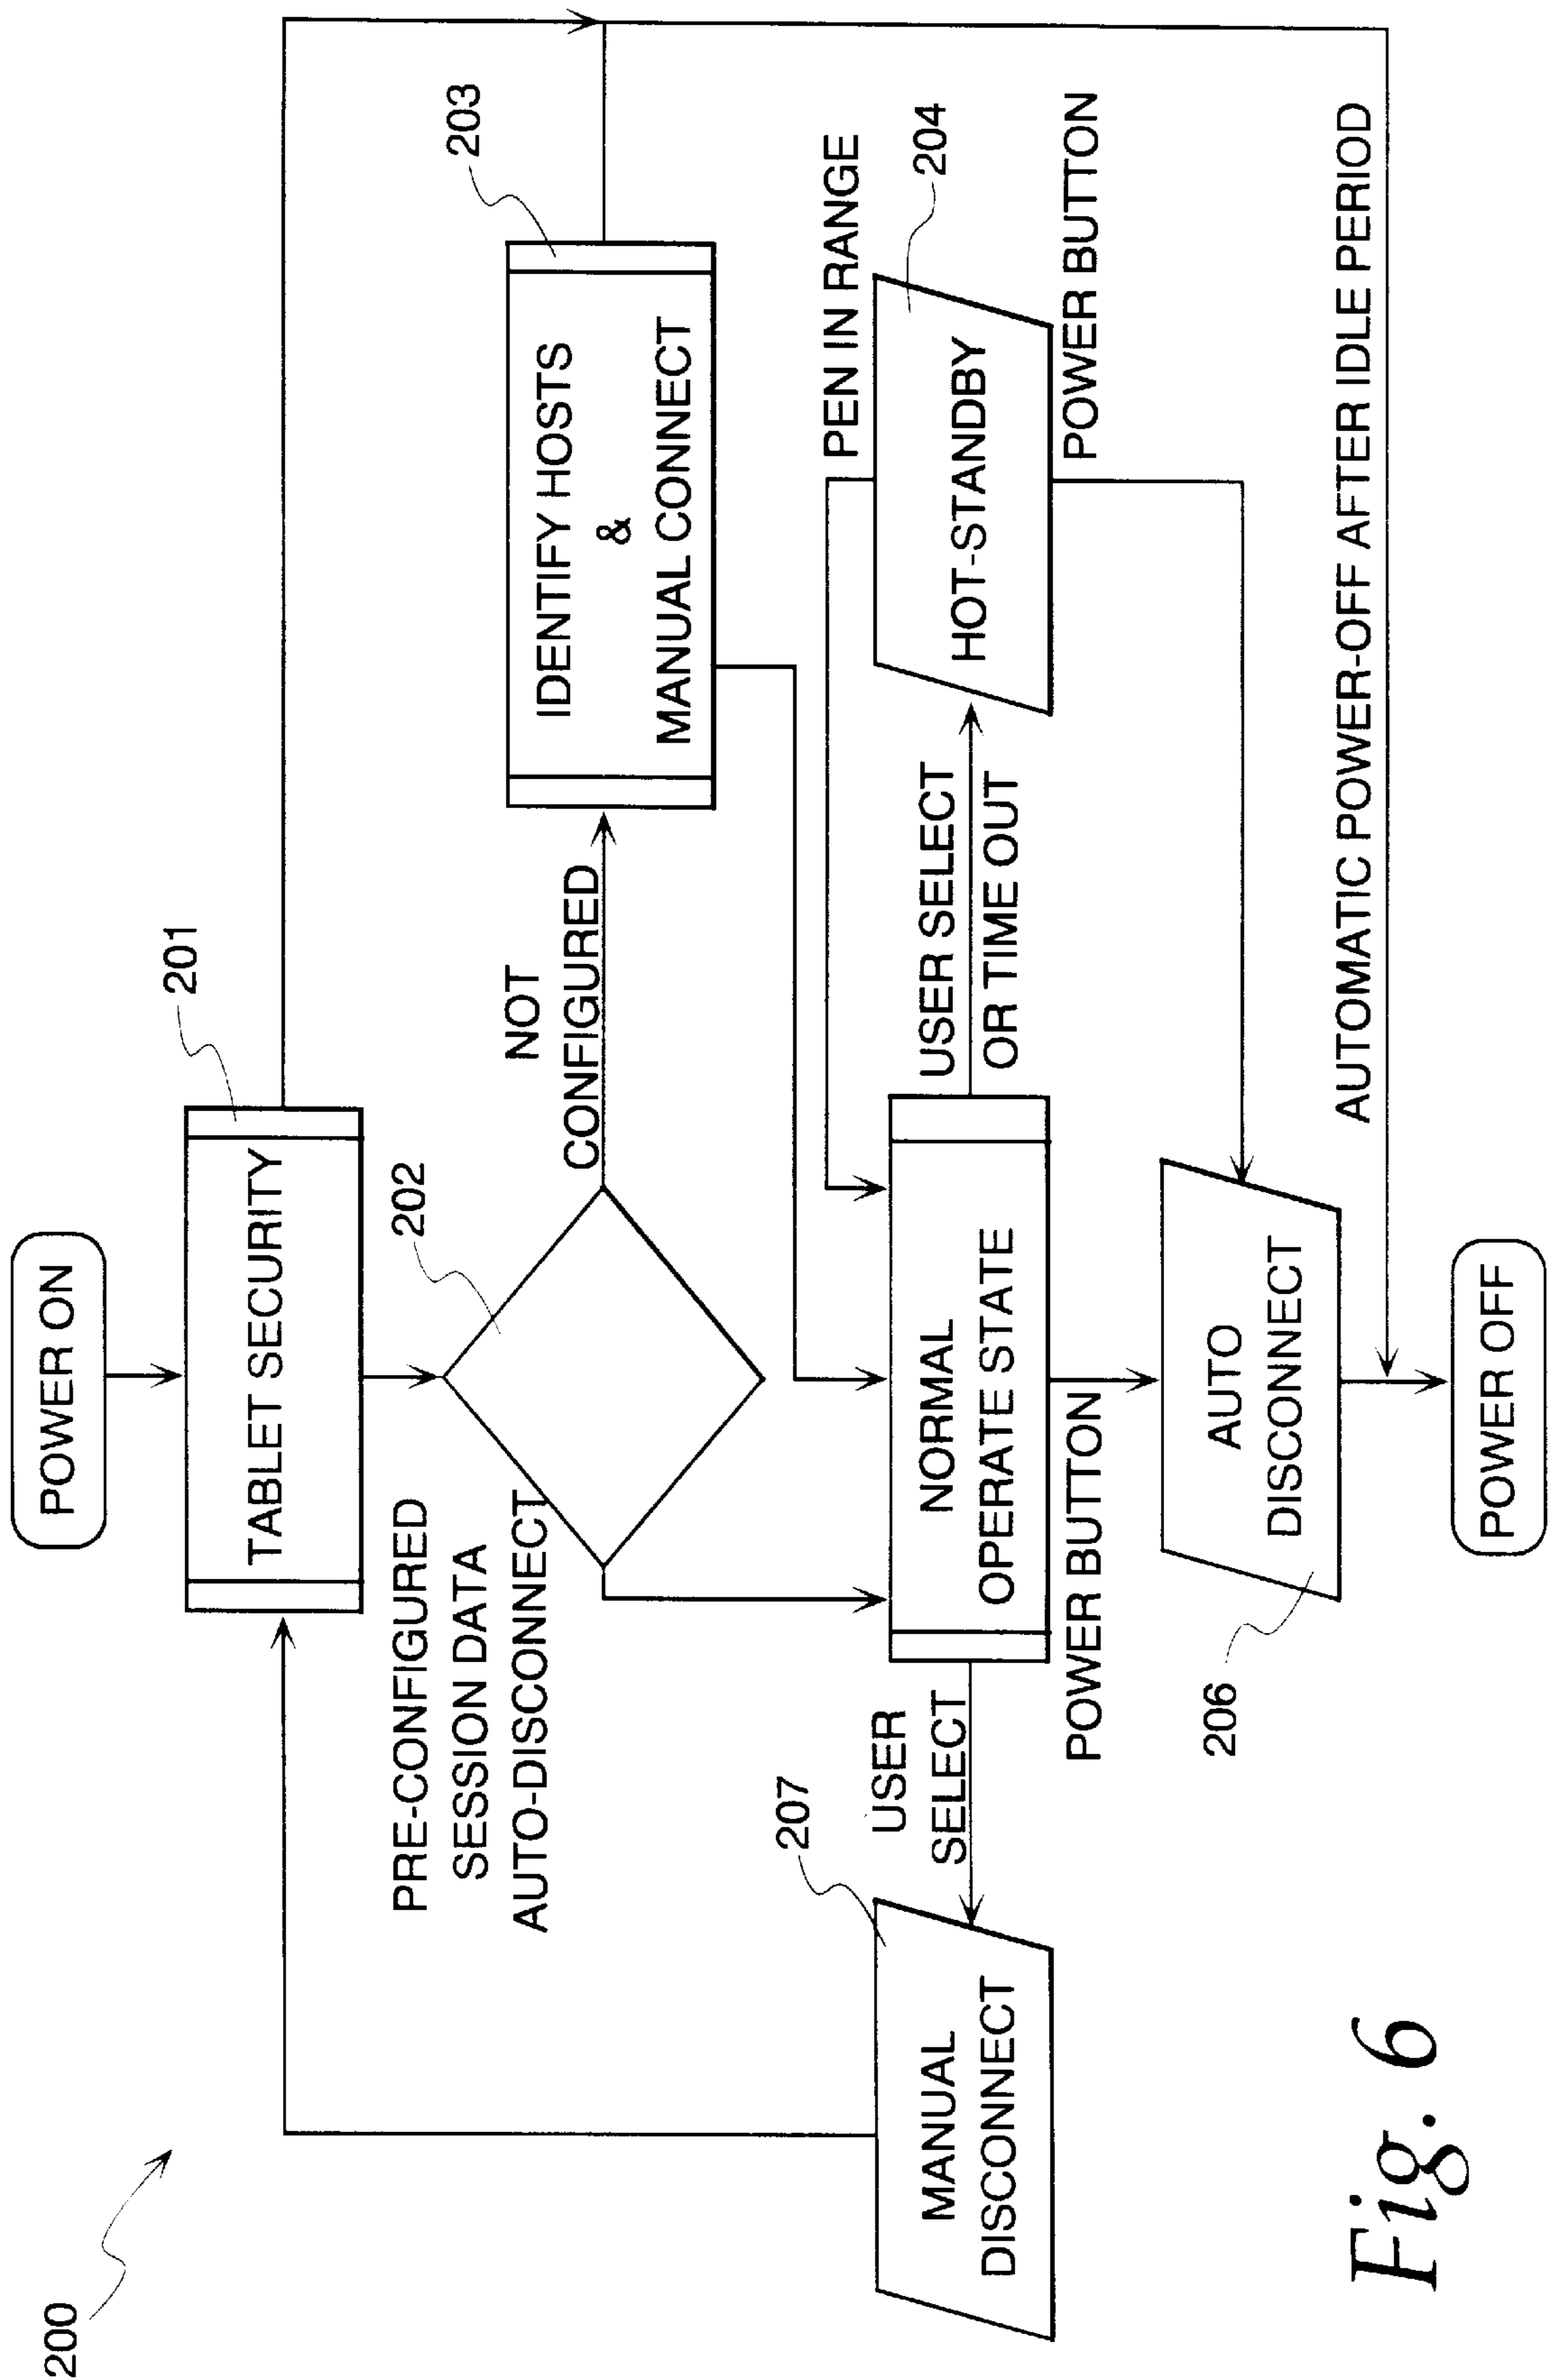 200
POWER ON
201
TABLET SECURITY
202
PRE-CONFIGURED
SESSION DATA
AUTO-DISCONNECT
NOT
CONFIGURED
203
IDENTIFY HOSTS
&
MANUAL CONNECT
207
MANUAL
DISCONNECT
USER
SELECT
NORMAL
OPERATE STATE
USER SELECT
OR TIME OUT
PEN IN RANGE
204
HOT-STANDBY
POWER BUTTON
POWER BUTTON
206
AUTO
DISCONNECT
AUTOMATIC POWER-OFF AFTER IDLE PERIOD
POWER OFF
Fig. 6